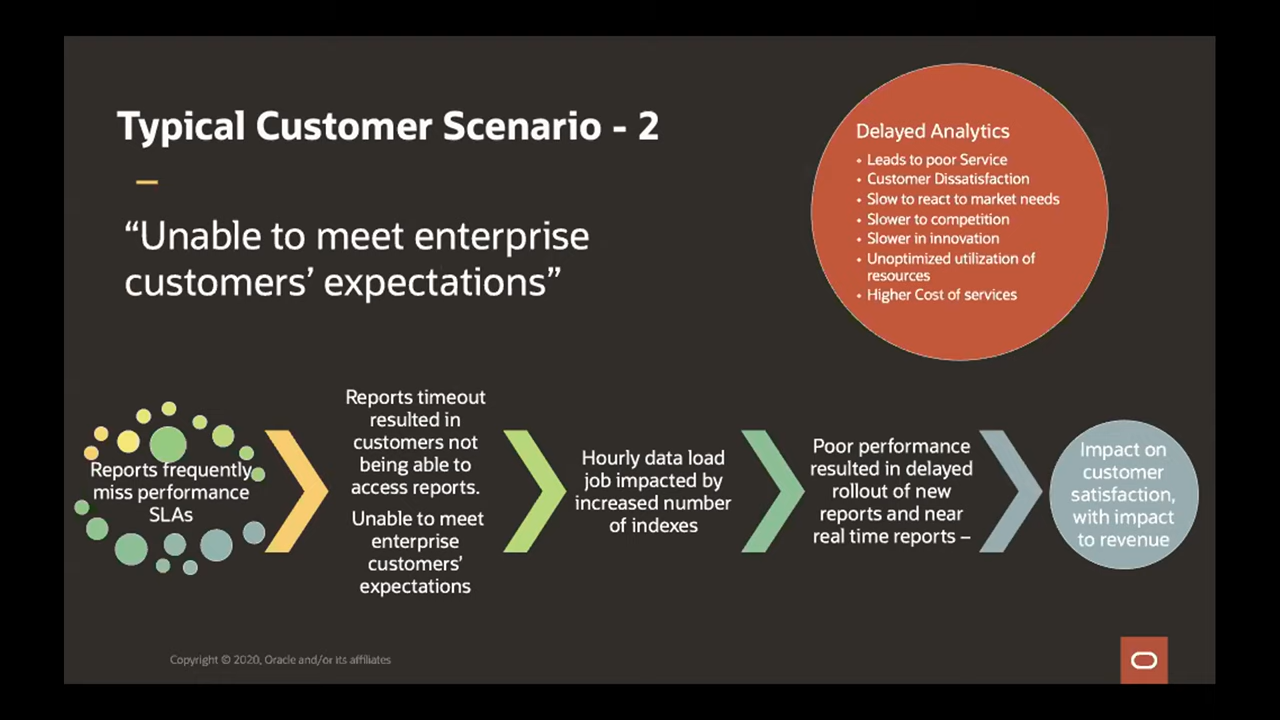 Typical Customer Scenario - 2
“Unable to meet enterprise
customers’ expectations”
Delayed Analytics
• Leads to poor Service
• Customer Dissatisfaction
• Slow to react to market needs
• Slower to competition
• Slower in innovation
• Unoptimized utilization of
resources
• Higher Cost of services
Reports frequently
miss performance
SLAs
Reports timeout
resulted in
customers not
being able to
access reports.
Unable to meet
enterprise
customers’
expectations
Hourly data load
job impacted by
increased number
of indexes
Poor performance
resulted in delayed
rollout of new
reports and near
real time reports –
Impact on
customer
satisfaction,
with impact
to revenue
Copyright © 2020, Oracle and/or its affiliates